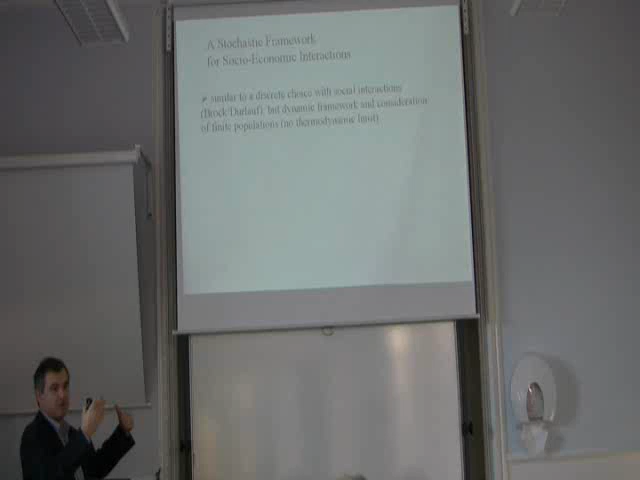 A Stochastic Framework
for Socio-Economic Interactions
➢ similar to a discrete choice with social interactions
(Brock/Durlauf), but dynamic framework and consideration
of finite populations (no thermodynamic limit)